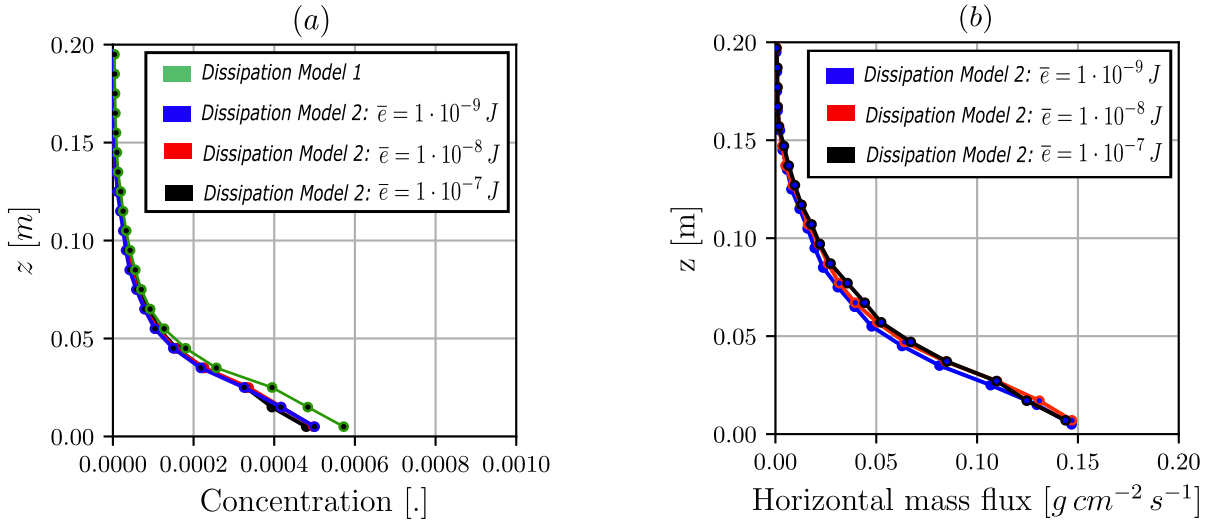 (a)
0.20
0.15
0.10
0.05
0.00
z [m]
Dissipation Model 1
Dissipation Model 2: e̅ = 1 · 10⁻⁹ J
Dissipation Model 2: e̅ = 1 · 10⁻⁸ J
Dissipation Model 2: e̅ = 1 · 10⁻⁷ J
0.0000 0.0002 0.0004 0.0006 0.0008 0.0010
Concentration [.]
(b)
0.20
0.15
0.10
0.05
0.00
z [m]
Dissipation Model 2: e̅ = 1 · 10⁻⁹ J
Dissipation Model 2: e̅ = 1 · 10⁻⁸ J
Dissipation Model 2: e̅ = 1 · 10⁻⁷ J
0.00 0.05 0.10 0.15 0.20
Horizontal mass flux [g cm⁻² s⁻¹]